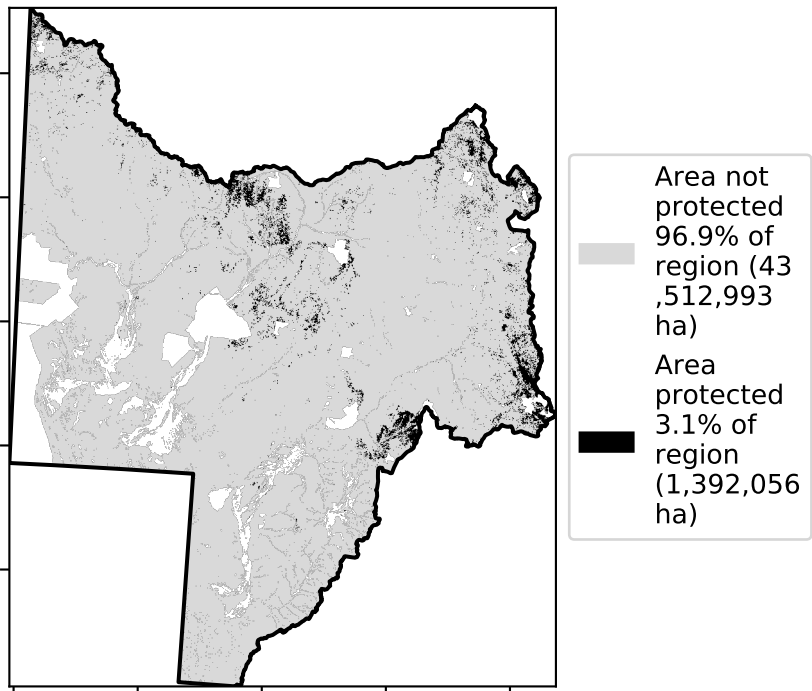 Area not
protected
96.9% of
region (43
,512,993
ha)
Area
protected
3.1% of
region
(1,392,056
ha)